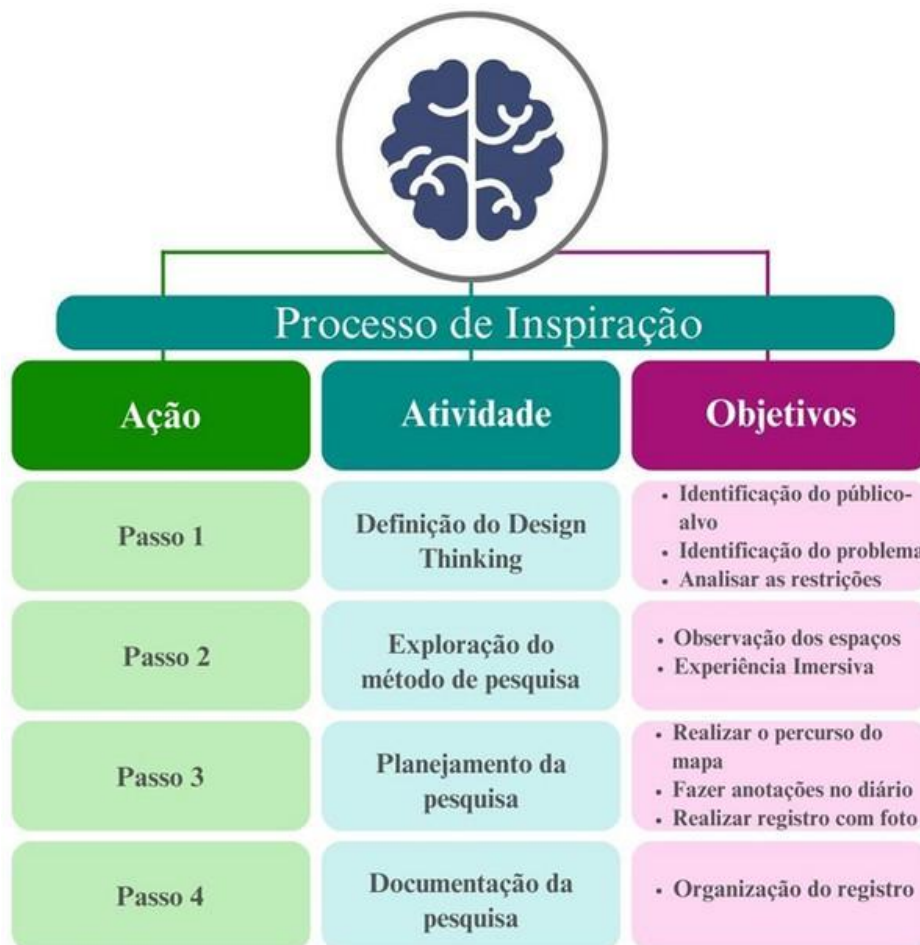 Processo de Inspiração
Ação
Atividade
Objetivos
Passo 1
Definição do Design
Thinking
• Identificação do público-
alvo
• Identificação do problema
• Analisar as restrições
Passo 2
Exploração do
método de pesquisa
• Observação dos espaços
• Experiência Imersiva
Passo 3
Planejamento da
pesquisa
• Realizar o percurso do
mapa
• Fazer anotações no diário
• Realizar registro com foto
Passo 4
Documentação da
pesquisa
• Organização do registro